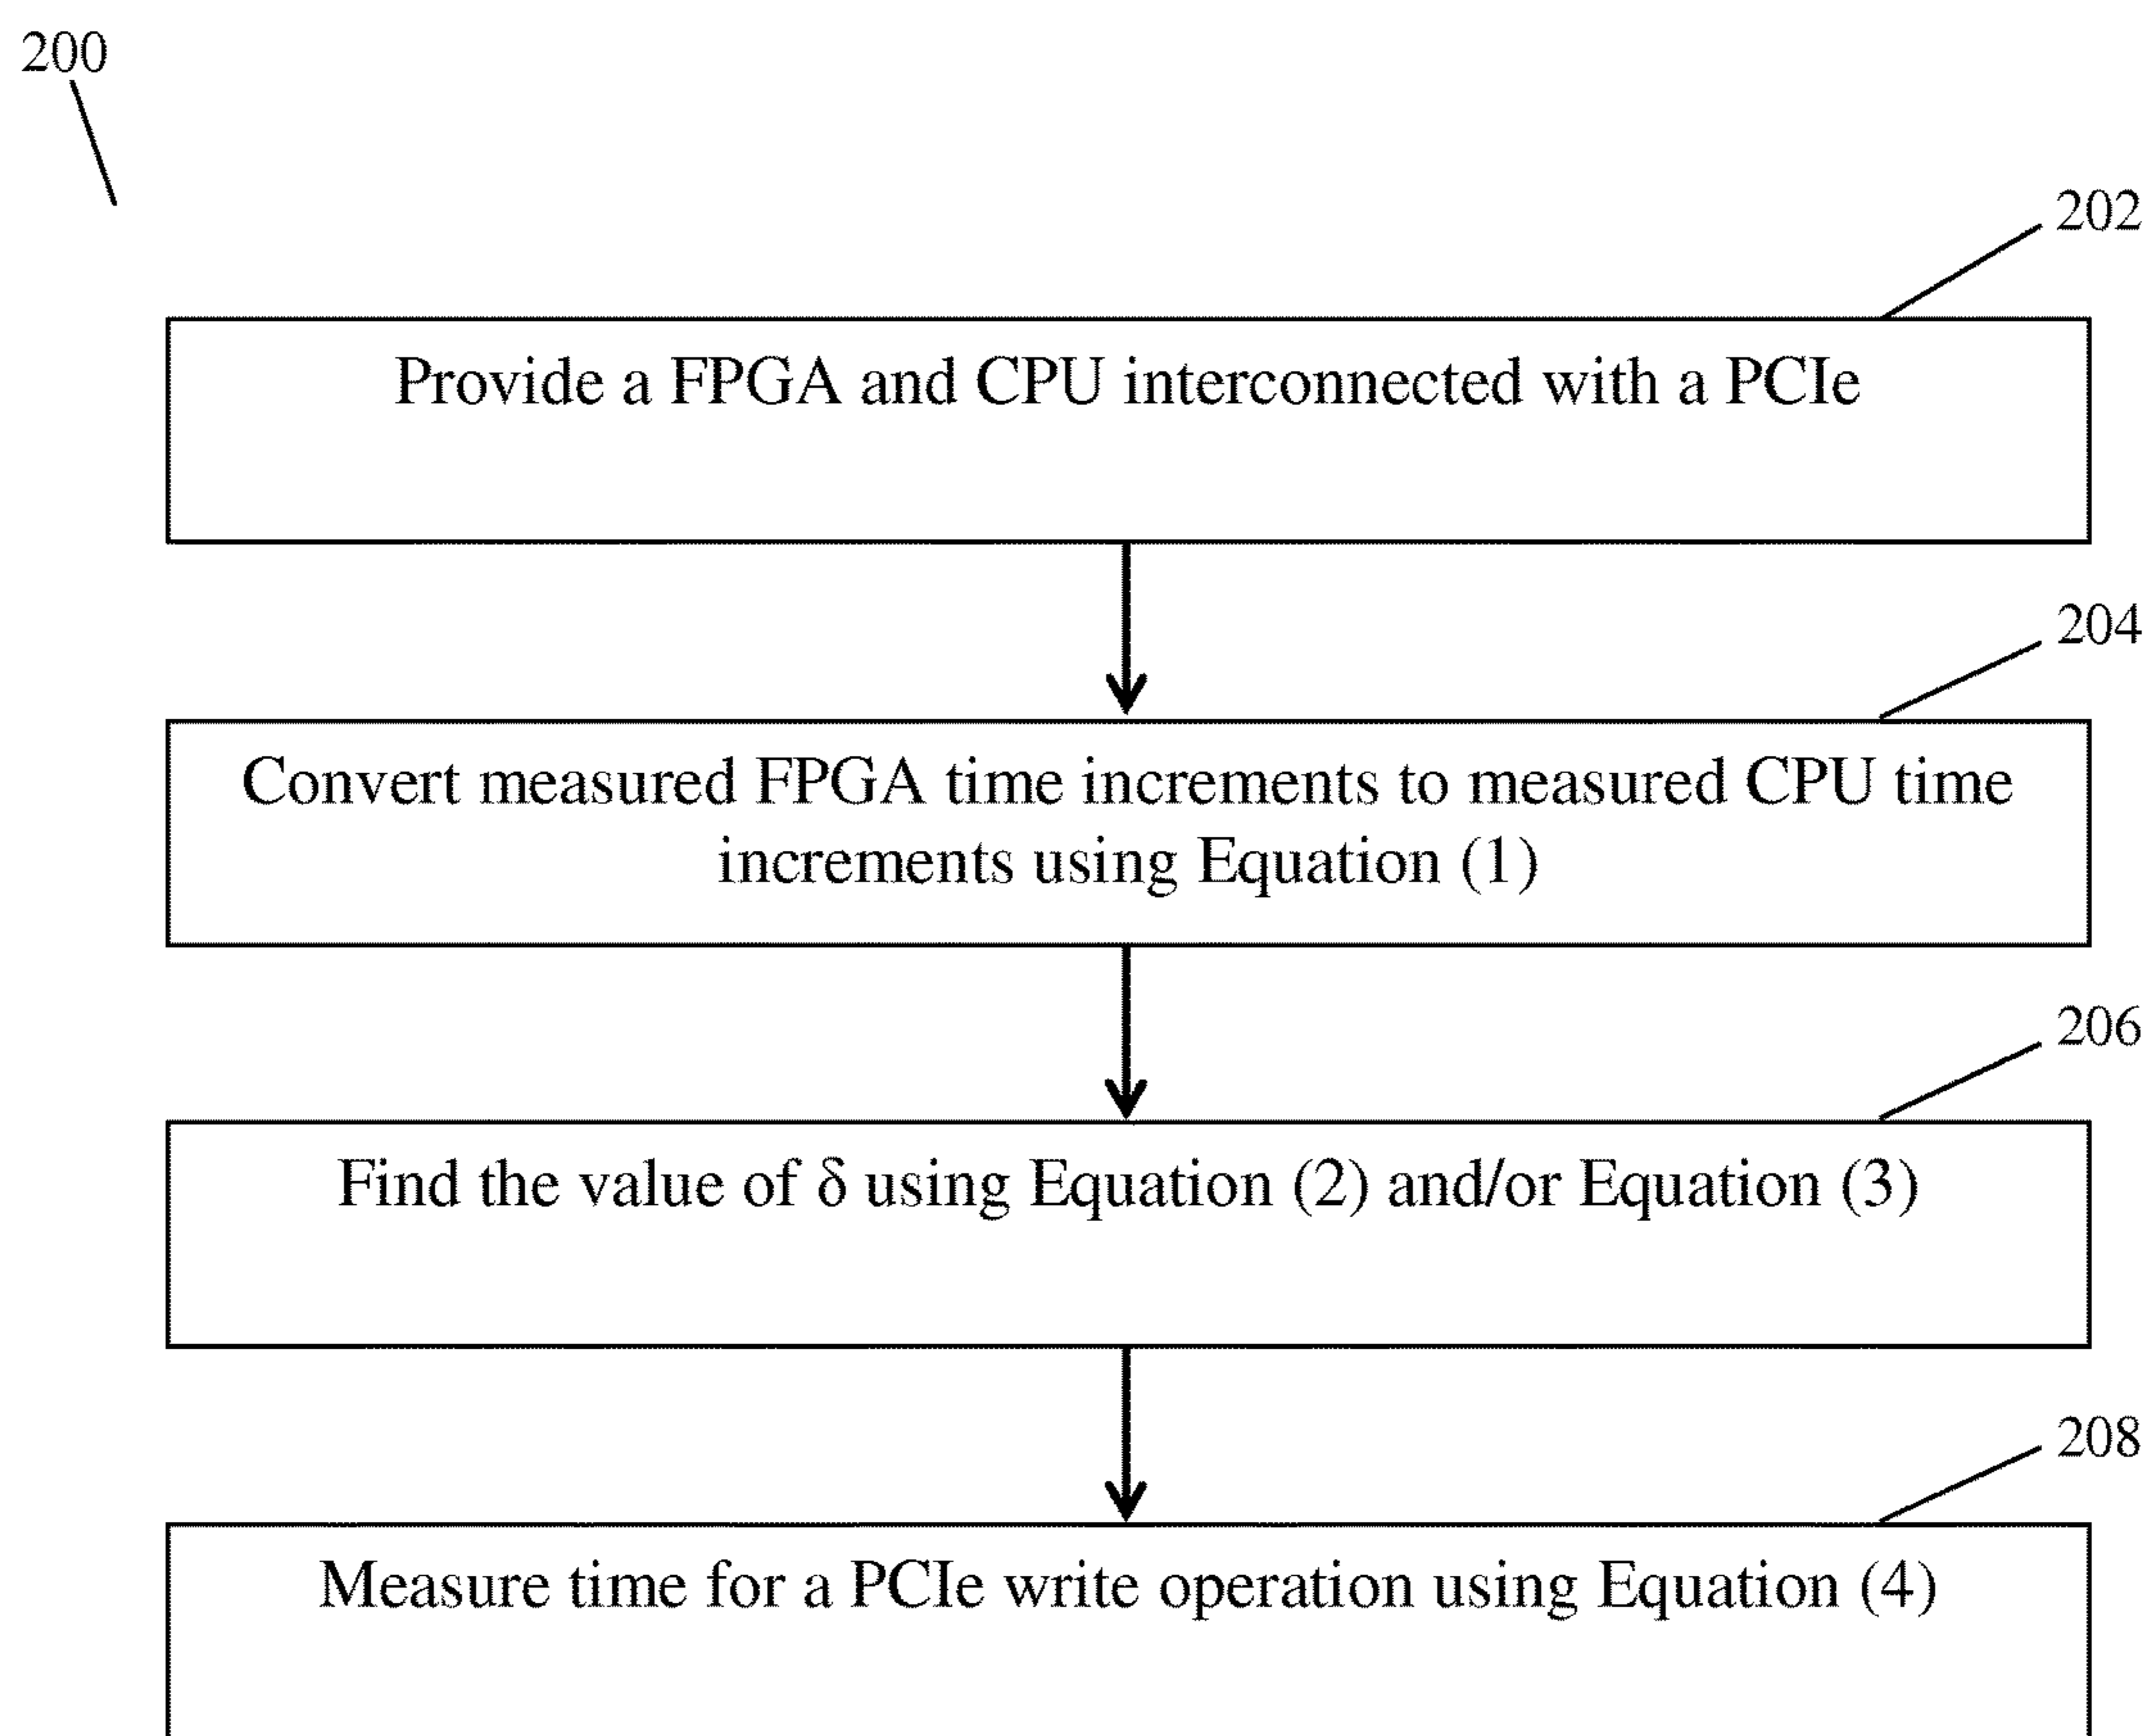 200
202
Provide a FPGA and CPU interconnected with a PCIe
204
Convert measured FPGA time increments to measured CPU time
increments using Equation (1)
206
Find the value of δ using Equation (2) and/or Equation (3)
208
Measure time for a PCIe write operation using Equation (4)